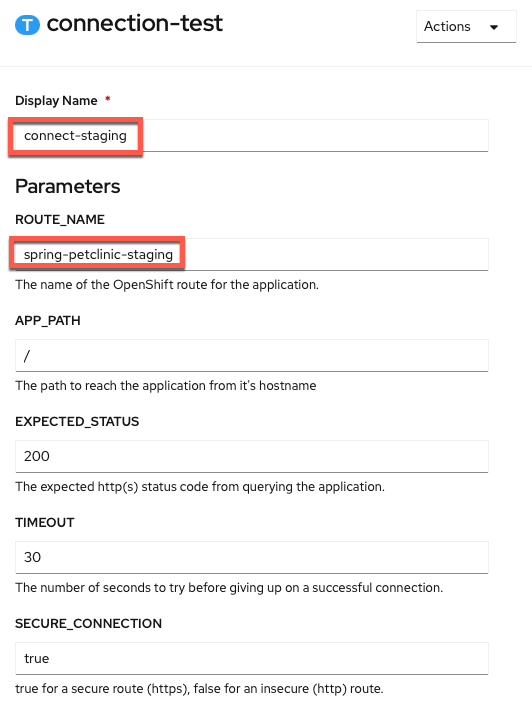 T connection-test
Actions
Display Name *
connect-staging
Parameters
ROUTE_NAME
spring-petclinic-staging
The name of the OpenShift route for the application.
APP_PATH
/
The path to reach the application from it's hostname
EXPECTED_STATUS
200
The expected http(s) status code from querying the application.
TIMEOUT
30
The number of seconds to try before giving up on a successful connection.
SECURE_CONNECTION
true
true for a secure route (https), false for an insecure (http) route.